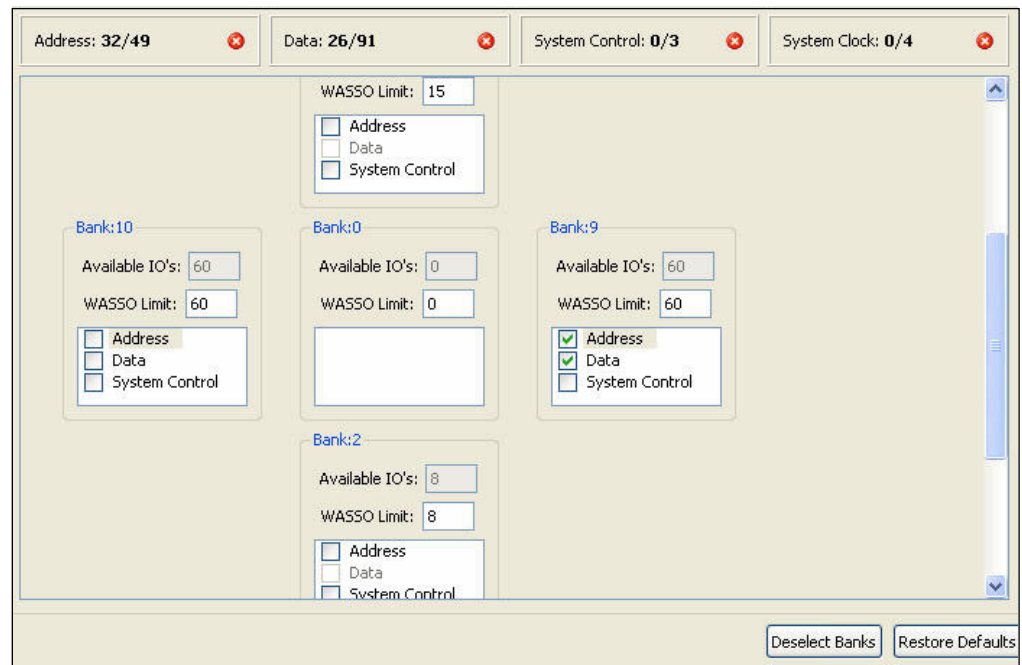 Address: 32/49 Data: 26/91 System Control: 0/3 System Clock: 0/4
WASSO Limit: 15
Address
Data
System Control
Bank:10
Available IO's: 60
WASSO Limit: 60
Address
Data
System Control
Bank:0
Available IO's: 0
WASSO Limit: 0
Bank:9
Available IO's: 60
WASSO Limit: 60
Address
Data
System Control
Bank:2
Available IO's: 8
WASSO Limit: 8
Address
Data
System Control
Deselect Banks Restore Defaults